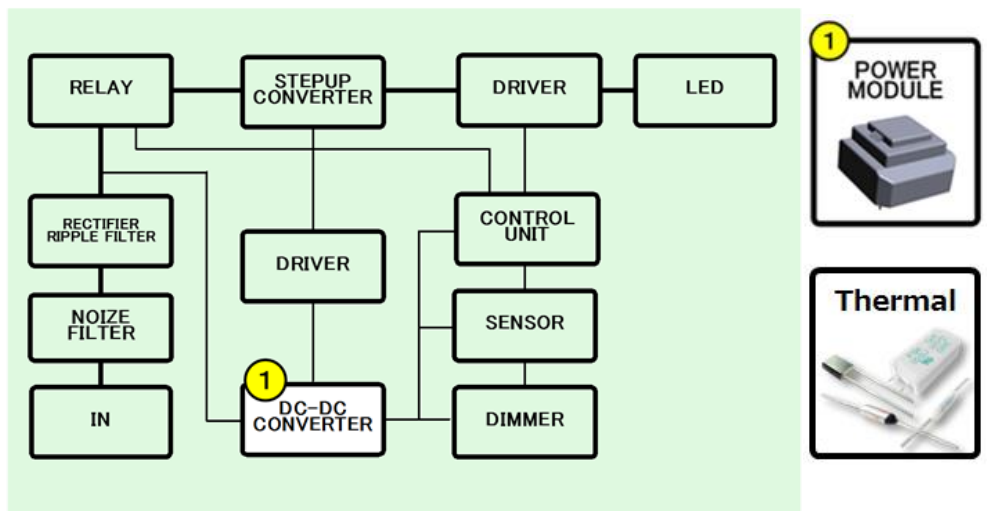 RELAY
STEPUP
CONVERTER
DRIVER
LED
1
POWER
MODULE
RECTIFIER
RIPPLE FILTER
DRIVER
CONTROL
UNIT
NOIZE
FILTER
SENSOR
Thermal
IN
1
DC-DC
CONVERTER
DIMMER